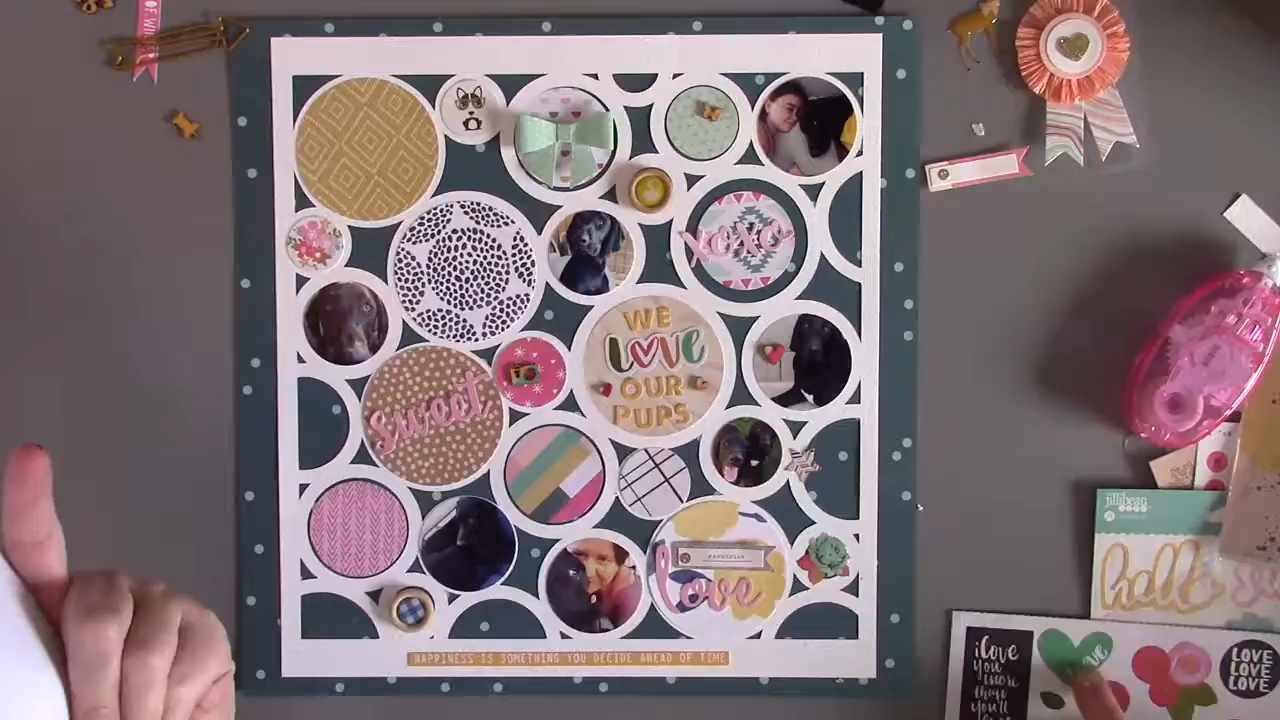 xoxo
WE
love
OUR
PUPS
sweet
love
HAPPINESS IS SOMETHING YOU DECIDE AHEAD OF TIME
jillibean
hello
i love
you
more
than
you'll
LOVE
LOVE
LOVE